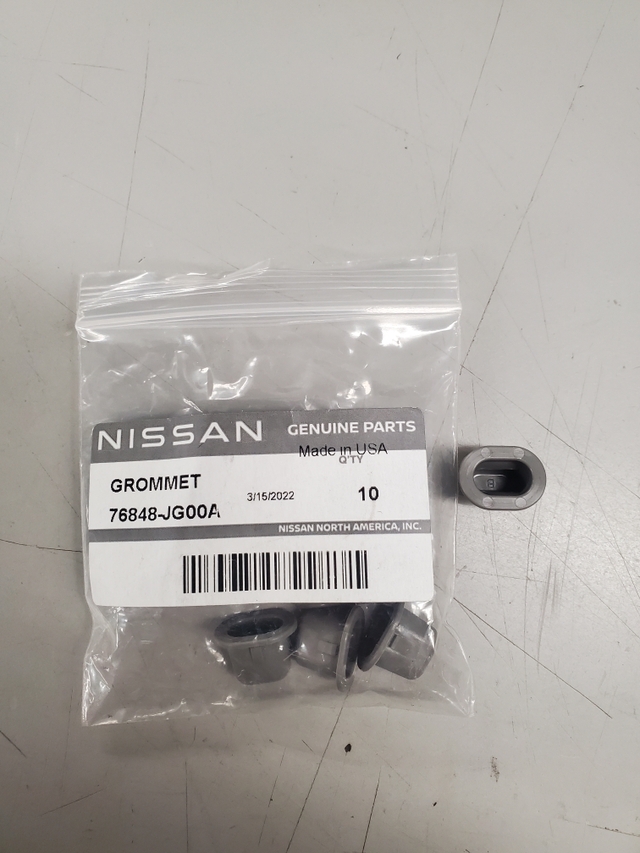 NISSAN GENUINE PARTS
Made in USA
Q'TY
GROMMET
3/15/2022 10
76848-JG00A
NISSAN NORTH AMERICA, INC.